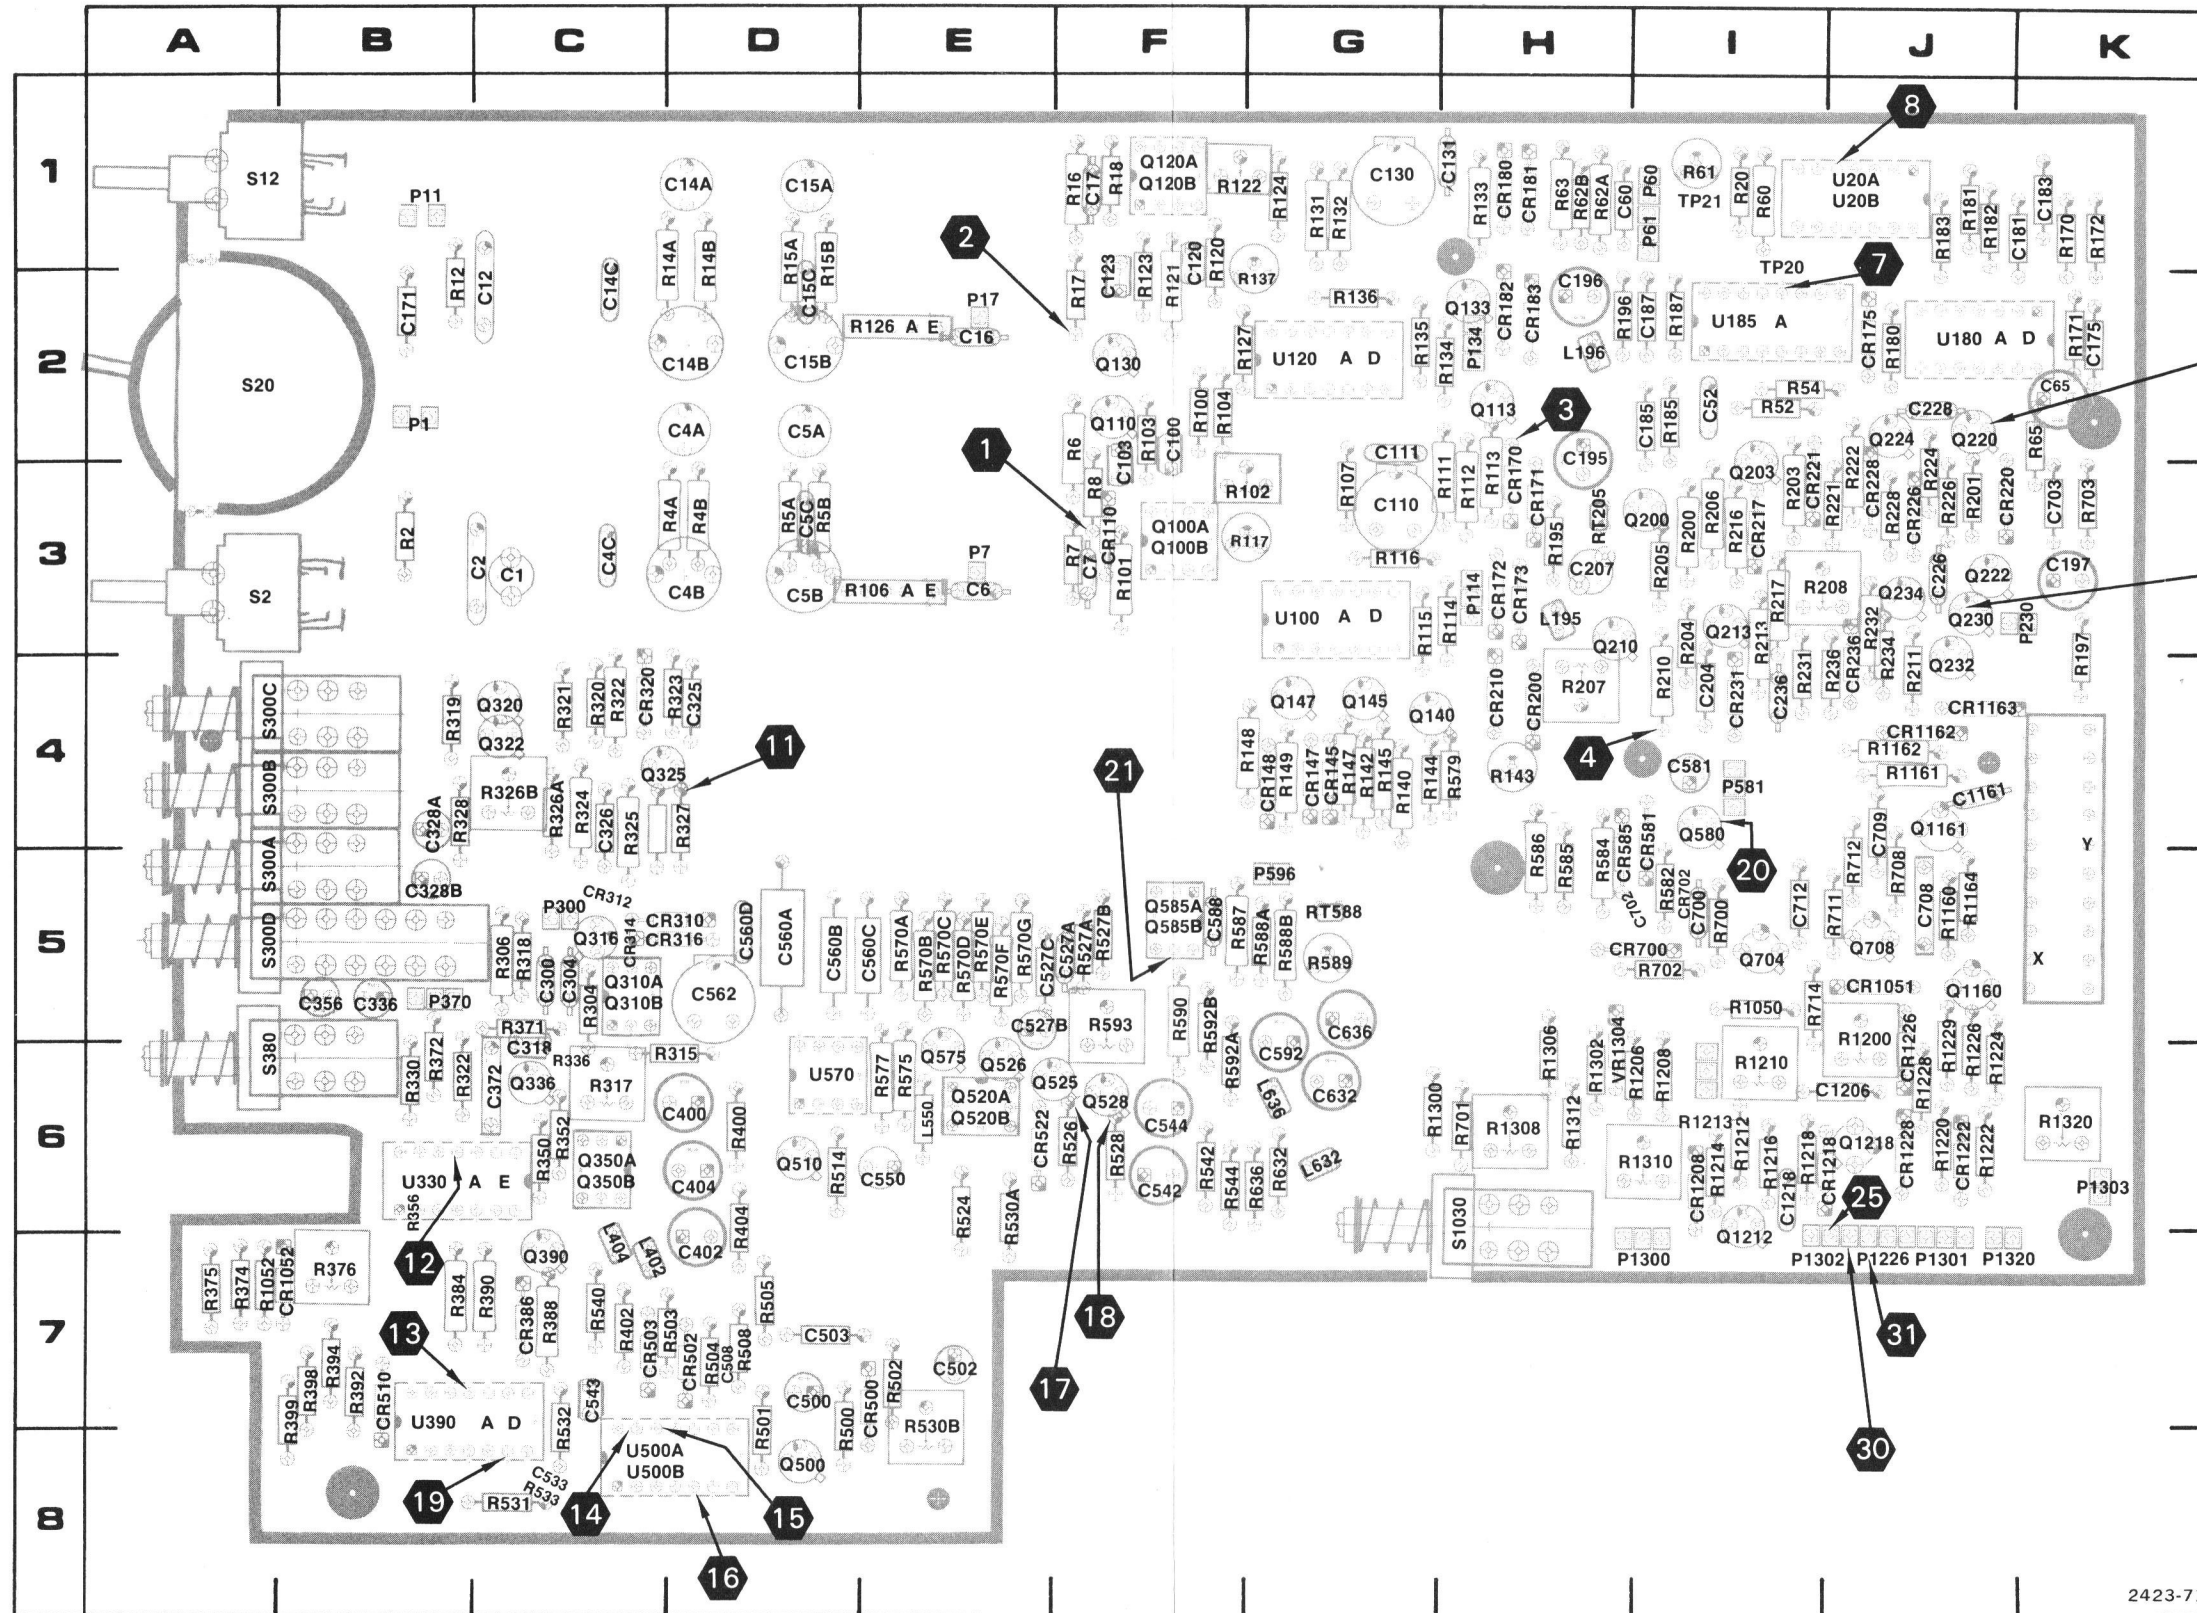 A B C D E F G H I J K
1
S12
P11
C14A
C15A
R16
C17
R18
Q120A
Q120B
R122
R124
R131
R132
C130
C131
R133
CR180
CR181
R63
R62B
R62A
C60
P60
P61
R61
TP21
R20
R60
U20A
U20B
8
R183
R181
R182
C181
C183
R170
R172
R12
C12
C171
C14C
R14A
R14B
R15A
C15C
R15B
2
R17
C123
R123
R121
C120
R120
R137
R136
C196
TP20
7
2
S20
P1
C14B
C15B
R126 A E
P17
C16
Q130
R127
U120 A D
R135
R134
Q133
P134
CR182
CR183
L196
R196
C187
R187
U185 A
CR175
R180
U180 A D
R171
C175
C65
R54
R52
C52
C4A
C5A
1
R6
Q110
R103
C103
C100
R100
R104
C111
R111
Q113
3
C195
C185
R185
Q203
C228
Q224
Q220
R65
3
S2
R2
C2
C1
C4C
R4A
R4B
R5A
C5C
R5B
C4B
C5B
R106 A E
P7
C6
R7
C7
R8
CR110
R101
Q100A
Q100B
R102
R117
R107
C110
R116
R112
R113
CR170
CR171
R195
RT205
C207
Q200
R205
R200
R206
R216
CR217
R203
CR221
R221
R222
CR228
R228
CR226
R224
R226
R201
CR220
C703
R703
U100 A D
R115
R114
P114
CR172
CR173
L195
Q210
R204
Q213
R213
R217
R208
R232
Q234
C226
Q222
Q230
P230
C197
R197
4
S300C
S300B
S300A
R319
Q320
Q322
R321
R320
R322
CR320
R323
C325
Q325
11
R326B
R326A
R324
C326
R325
R327
C328A
R328
C328B
21
Q147
Q145
Q140
R148
CR148
R149
CR147
CR145
R147
R142
R145
R140
R144
R579
R143
CR210
CR200
R207
4
R210
C204
CR231
C236
R231
R236
CR236
R234
R211
Q232
CR1163
CR1162
R1162
R1161
C1161
C581
P581
Q580
20
R586
R585
R584
CR585
CR581
R712
C709
R708
Q1161
Y
X
5
S300D
P300
CR312
CR310
CR316
CR314
Q316
R306
R318
C300
C304
R304
Q310A
Q310B
C560D
C560A
C560B
C560C
R570A
R570B
R570C
R570D
R570E
R570F
R570G
C527C
C527A
R527A
R527B
Q585A
Q585B
C588
R587
P596
R588A
R588B
RT588
R589
C702
R582
CR702
C700
R700
C712
R711
C708
R1160
R1164
CR700
R702
Q704
Q708
Q1160
CR1051
R1050
R714
C356
C336
P370
C562
R371
C318
C527B
R593
R590
R592B
C592
C636
6
S380
R330
R372
R322
C372
Q336
R336
R317
R315
C400
R400
U570
R577
R575
Q575
Q526
Q525
Q528
Q520A
Q520B
L550
R592A
L636
C632
R1306
R1302
VR1304
R1206
R1208
R1210
R1200
CR1226
R1228
R1229
R1226
R1224
C1206
U330 A E
R356
R350
R352
Q350A
Q350B
C404
C402
R404
Q510
R514
C550
R524
R530A
CR522
R526
R528
C544
C542
R542
R544
R636
R632
L632
R1300
R701
R1308
R1312
R1310
R1213
R1212
CR1208
R1214
R1216
C1218
R1218
CR1218
Q1218
CR1228
R1220
CR1222
R1222
R1320
P1303
S1030
P1300
Q1212
25
P1302
P1226
P1301
P1320
7
R375
R374
R1052
CR1052
R376
12
R384
R390
Q390
L404
L402
CR386
R388
R540
R402
CR503
R503
CR502
R504
C508
R508
R505
C503
C502
R502
CR500
18
17
31
30
13
R399
R398
R394
R392
CR510
U390 A D
R532
C543
R501
C500
R500
R530B
8
U500A
U500B
Q500
19
R531
C533
R533
14
15
16
2423-7